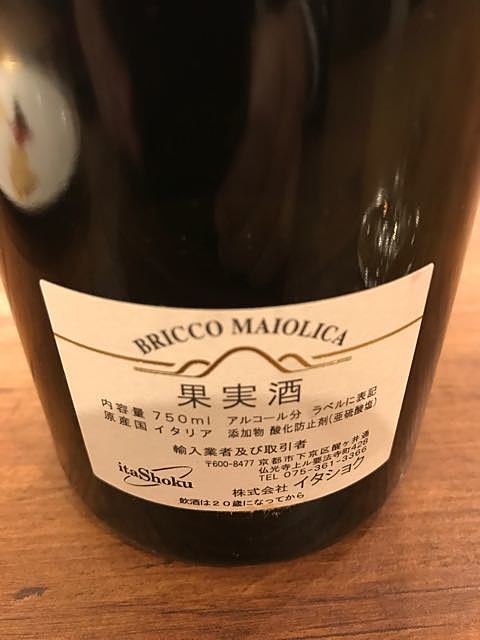 BRICCO MAIOLICA
果実酒
内容量 750ml アルコール分 ラベルに表記
原産国 イタリア 添加物 酸化防止剤(亜硫酸塩)
輸入業者及び取引者
〒600-8477 京都市下京区醒ヶ井通
仏光寺上ル要法寺町428
TEL 075-361-3366
itaShoku
株式会社 イタショク
飲酒は20歳になってから